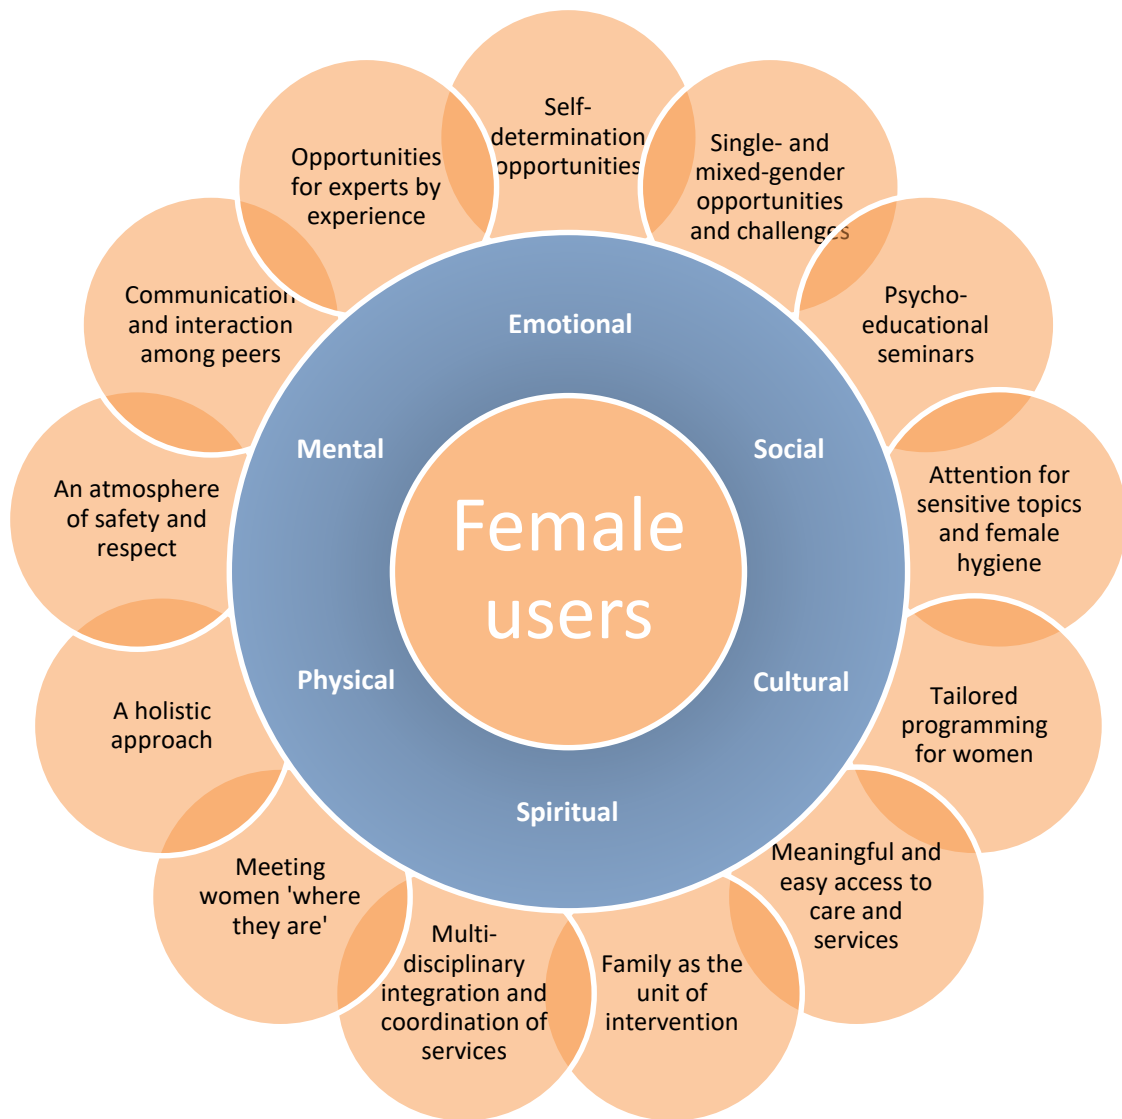 Self-
determination
opportunities
Single- and
mixed-gender
opportunities
and challenges
Psycho-
educational
seminars
Attention for
sensitive topics
and female
hygiene
Tailored
programming
for women
Meaningful and
easy access to
care and
services
Family as the
unit of
intervention
Multi-
disciplinary
integration and
coordination of
services
Meeting
women 'where
they are'
A holistic
approach
An atmosphere
of safety and
respect
Communication
and interaction
among peers
Opportunities
for experts by
experience
Emotional
Social
Cultural
Spiritual
Physical
Mental
Female
users